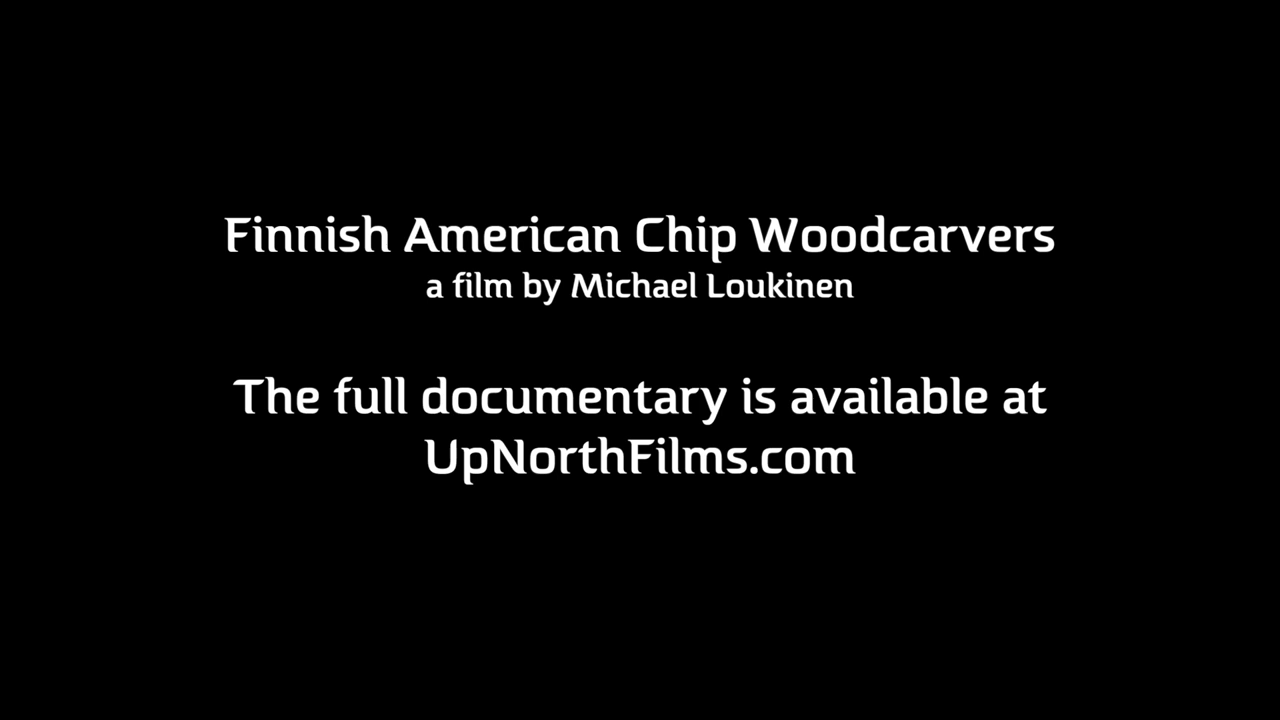 Finnish American Chip Woodcarvers
a film by Michael Loukinen
The full documentary is available at
UpNorthFilms.com